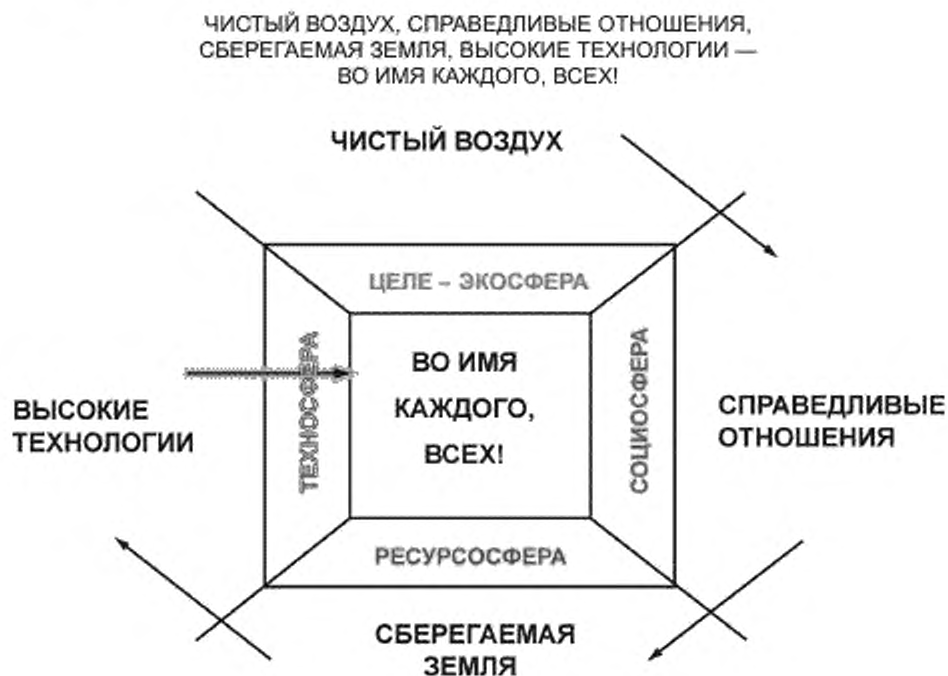 ЧИСТЫЙ ВОЗДУХ, СПРАВЕДЛИВЫЕ ОТНОШЕНИЯ,
СБЕРЕГАЕМАЯ ЗЕМЛЯ, ВЫСОКИЕ ТЕХНОЛОГИИ —
ВО ИМЯ КАЖДОГО, ВСЕХ!
ЧИСТЫЙ ВОЗДУХ
ЦЕЛЕ – ЭКОСФЕРА
ТЕХНОСФЕРА
ВО ИМЯ
КАЖДОГО,
ВСЕХ!
СОЦИОСФЕРА
ВЫСОКИЕ
ТЕХНОЛОГИИ
СПРАВЕДЛИВЫЕ
ОТНОШЕНИЯ
РЕСУРСОСФЕРА
СБЕРЕГАЕМАЯ
ЗЕМЛЯ